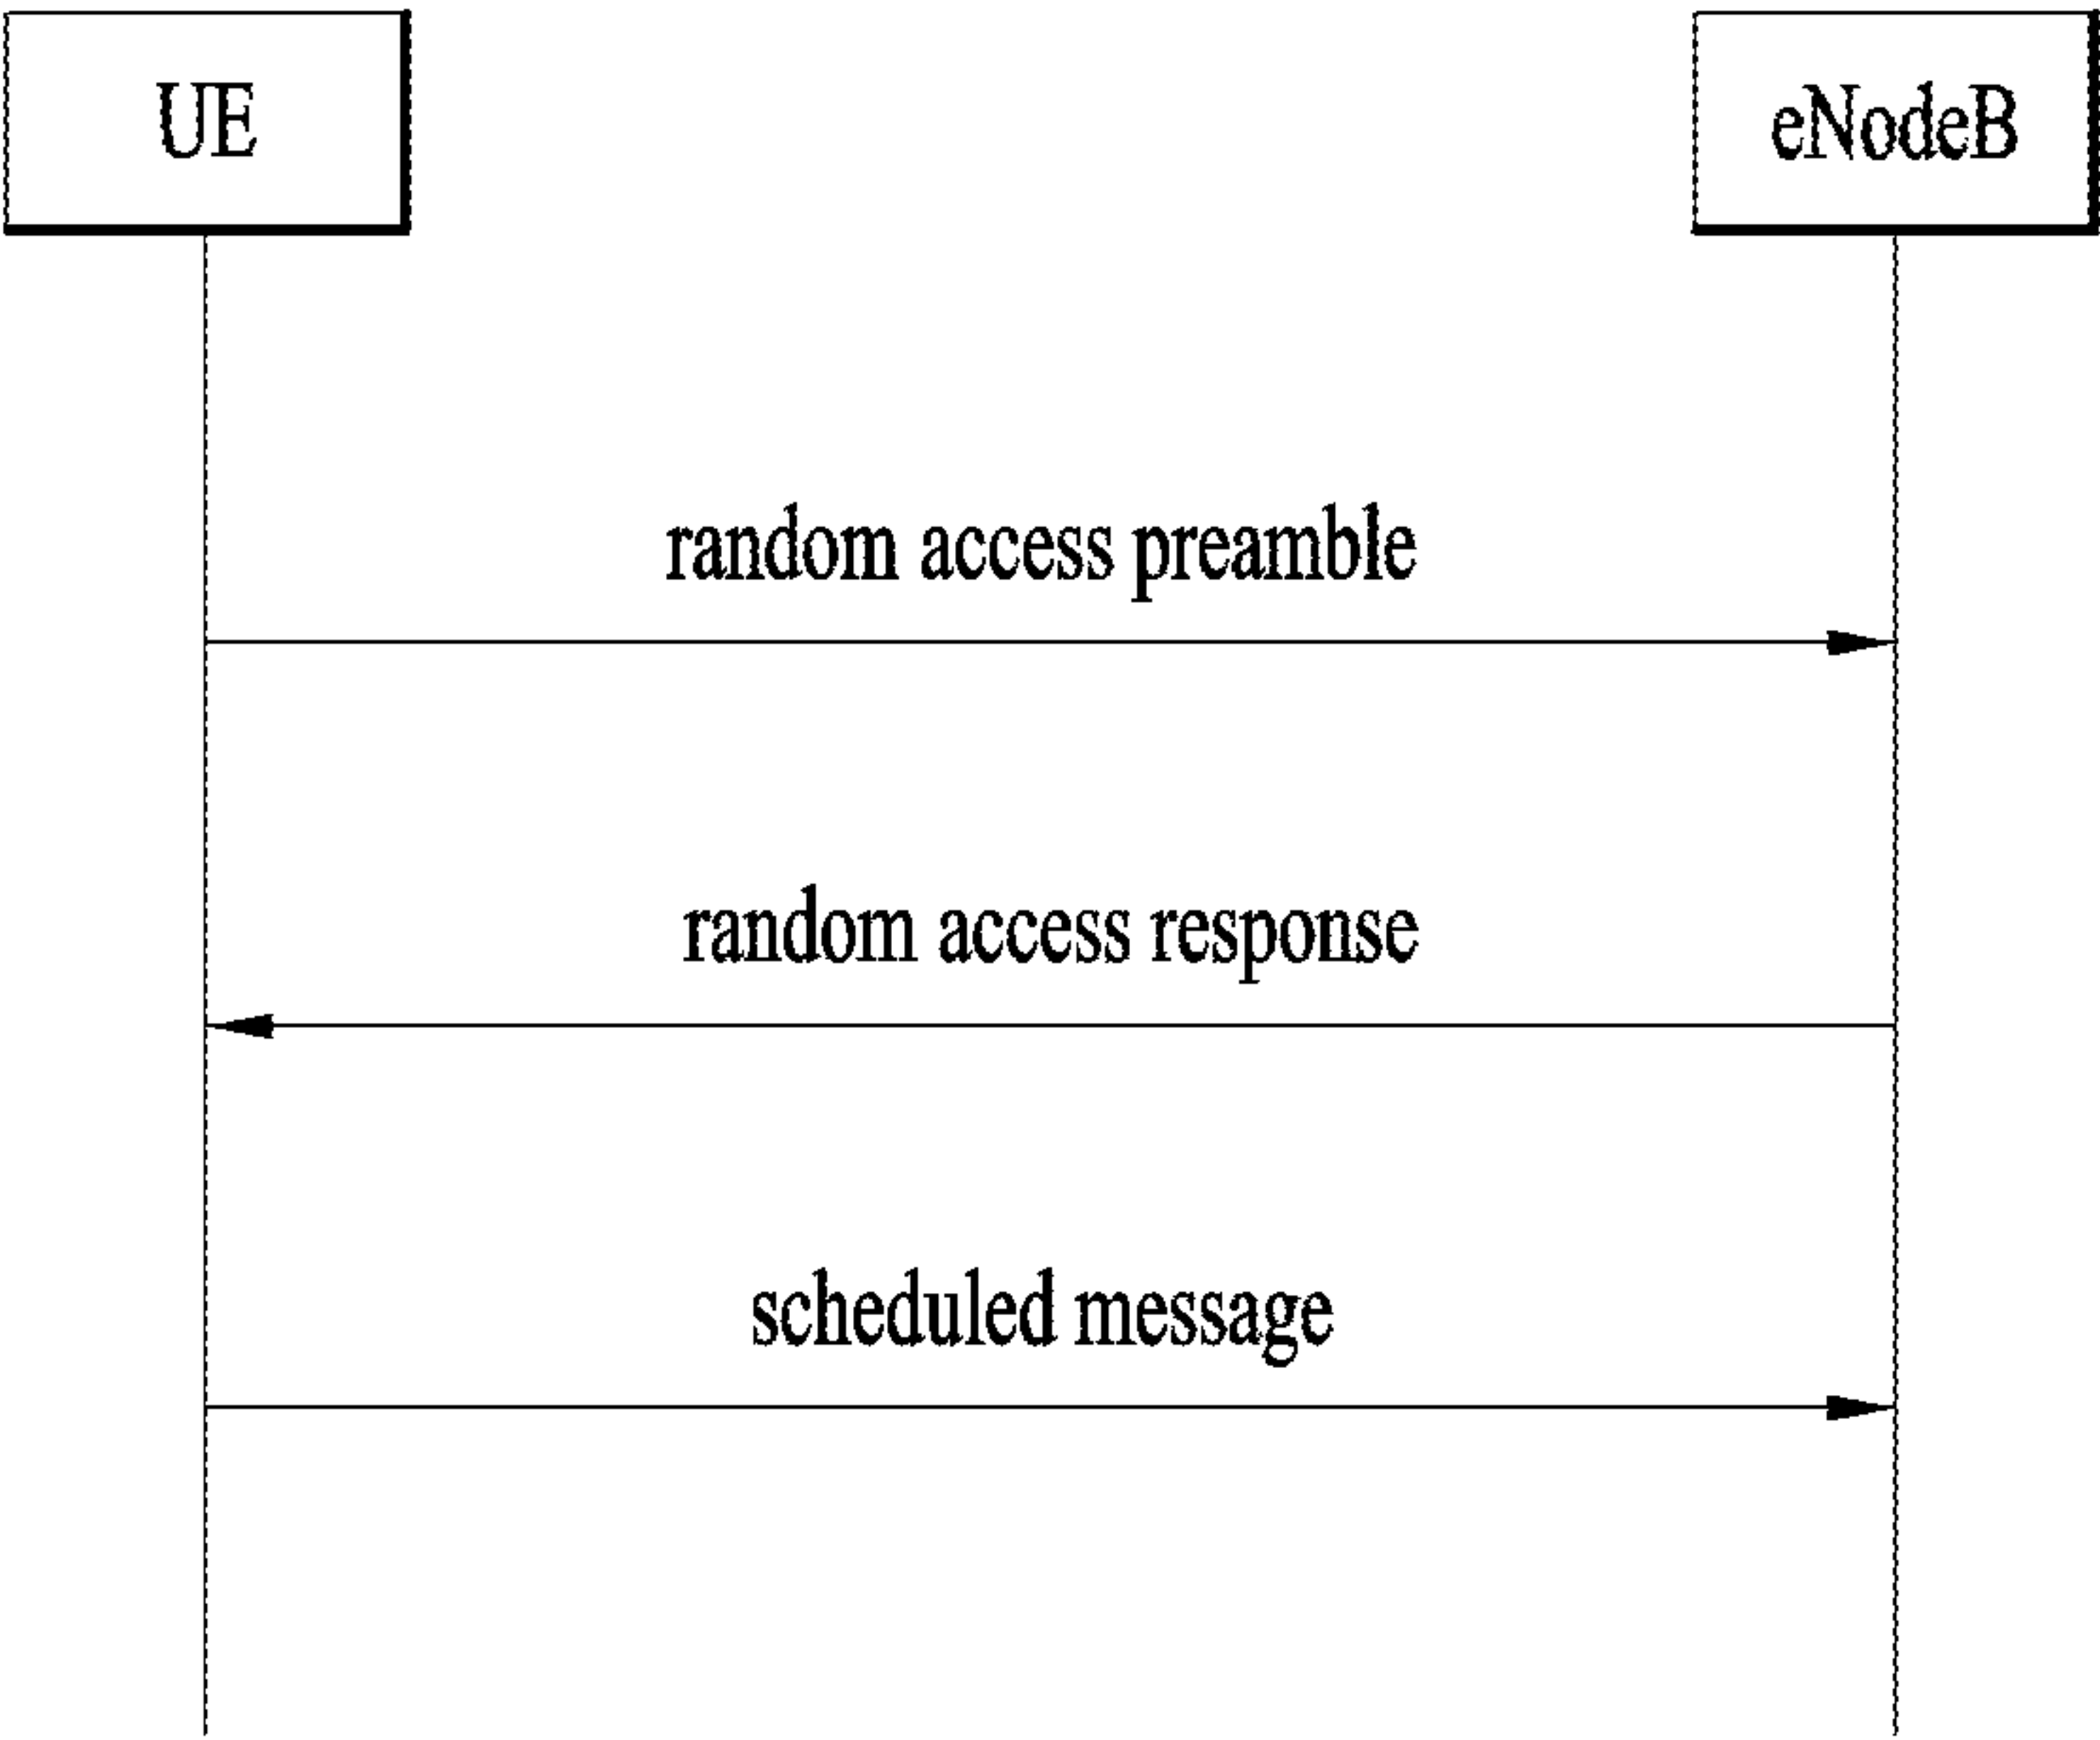 UE
eNodeB
random access preamble
random access response
scheduled message